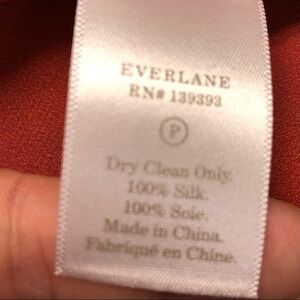 EVERLANE
RN# 139393
P
Dry Clean Only.
100% Silk.
100% Soie.
Made in China.
Fabriqué en Chine.